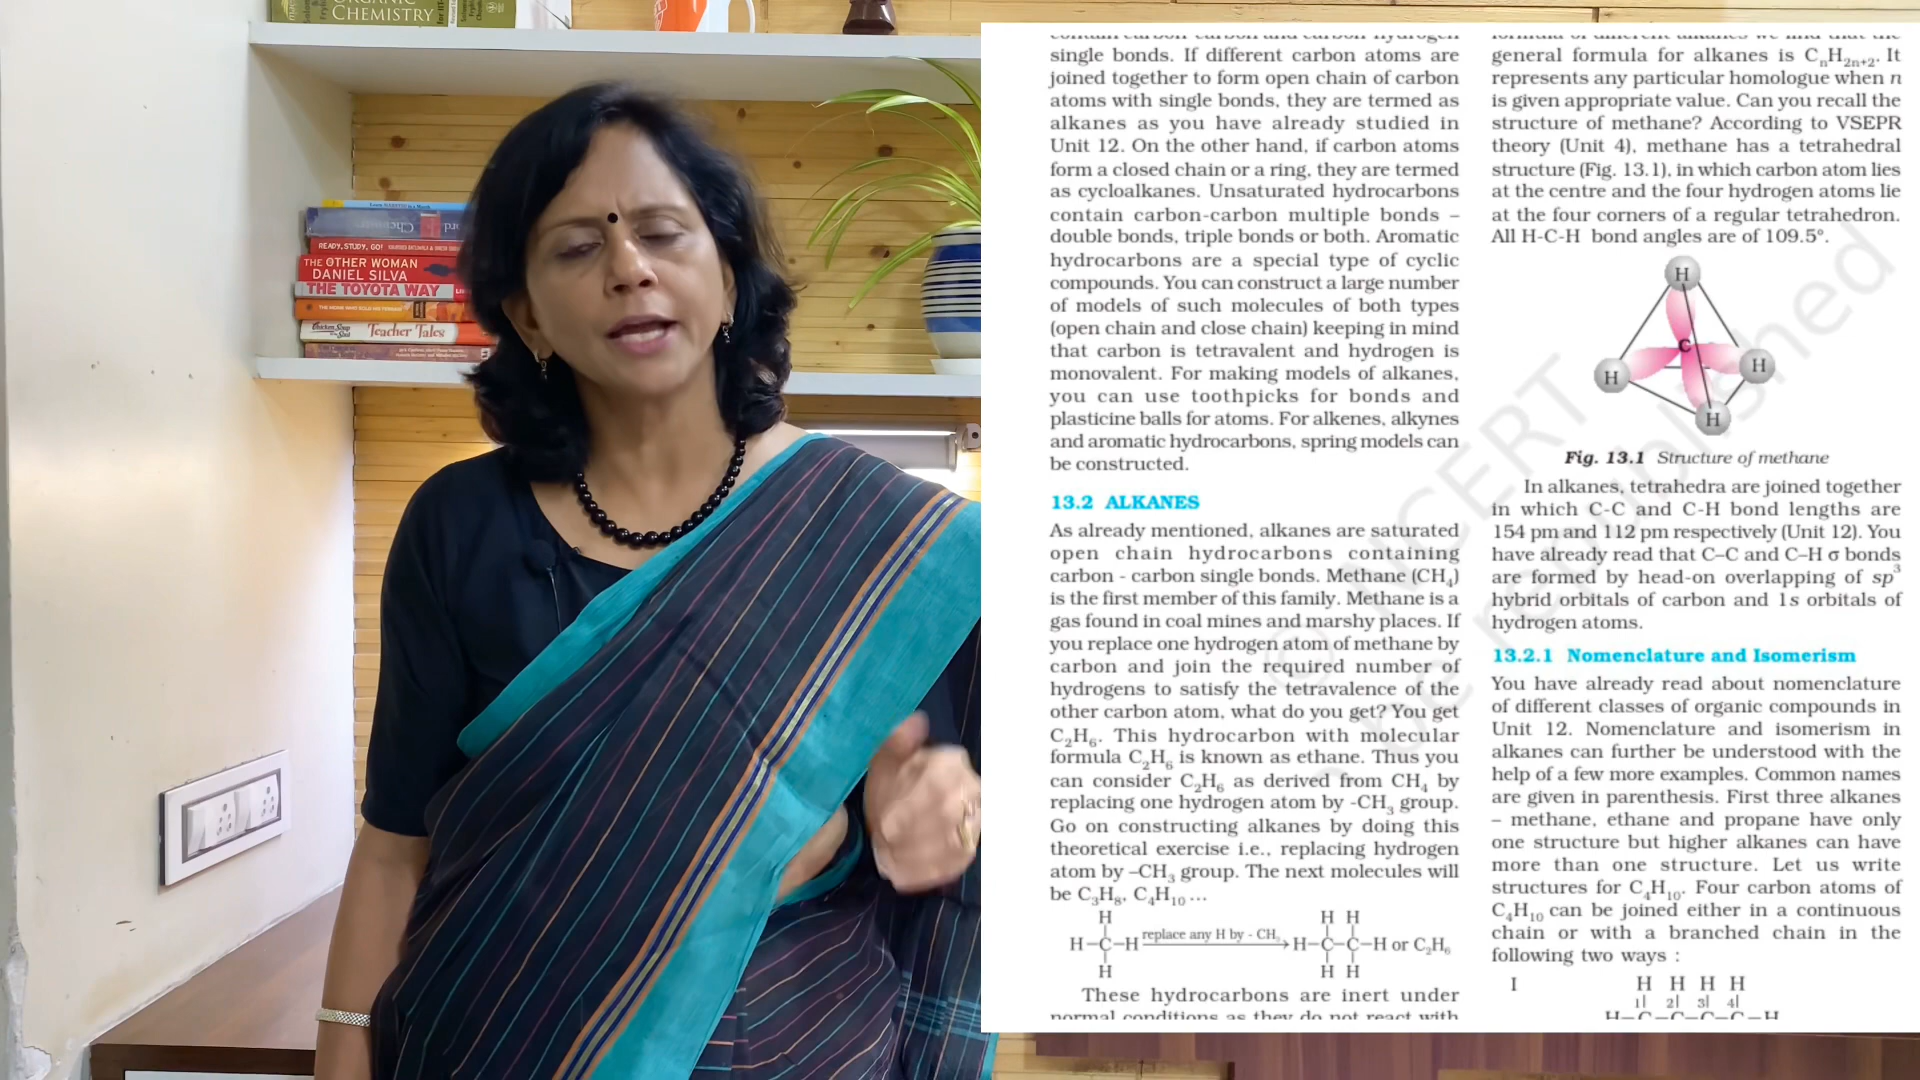 ORGANIC
CHEMISTRY
READY, STUDY, GO!
THE OTHER WOMAN
DANIEL SILVA
THE TOYOTA WAY
Chicken Soup
Teacher Tales
single bonds. If different carbon atoms are
joined together to form open chain of carbon
atoms with single bonds, they are termed as
alkanes as you have already studied in
Unit 12. On the other hand, if carbon atoms
form a closed chain or a ring, they are termed
as cycloalkanes. Unsaturated hydrocarbons
contain carbon-carbon multiple bonds –
double bonds, triple bonds or both. Aromatic
hydrocarbons are a special type of cyclic
compounds. You can construct a large number
of models of such molecules of both types
(open chain and close chain) keeping in mind
that carbon is tetravalent and hydrogen is
monovalent. For making models of alkanes,
you can use toothpicks for bonds and
plasticine balls for atoms. For alkenes, alkynes
and aromatic hydrocarbons, spring models can
be constructed.
13.2 ALKANES
As already mentioned, alkanes are saturated
open chain hydrocarbons containing
carbon - carbon single bonds. Methane (CH₄)
is the first member of this family. Methane is a
gas found in coal mines and marshy places. If
you replace one hydrogen atom of methane by
carbon and join the required number of
hydrogens to satisfy the tetravalence of the
other carbon atom, what do you get? You get
C₂H₆. This hydrocarbon with molecular
formula C₂H₆ is known as ethane. Thus you
can consider C₂H₆ as derived from CH₄ by
replacing one hydrogen atom by -CH₃ group.
Go on constructing alkanes by doing this
theoretical exercise i.e., replacing hydrogen
atom by –CH₃ group. The next molecules will
be C₃H₈, C₄H₁₀ ...
H H H
H–C–H replace any H by - CH₃ H–C–C–H or C₂H₆
H H H
These hydrocarbons are inert under
normal conditions as they do not react with
general formula for alkanes is CₙH₂ₙ₊₂. It
represents any particular homologue when n
is given appropriate value. Can you recall the
structure of methane? According to VSEPR
theory (Unit 4), methane has a tetrahedral
structure (Fig. 13.1), in which carbon atom lies
at the centre and the four hydrogen atoms lie
at the four corners of a regular tetrahedron.
All H-C-H bond angles are of 109.5°.
H
C
H
H
H
Fig. 13.1 Structure of methane
In alkanes, tetrahedra are joined together
in which C-C and C-H bond lengths are
154 pm and 112 pm respectively (Unit 12). You
have already read that C–C and C–H σ bonds
are formed by head-on overlapping of sp³
hybrid orbitals of carbon and 1s orbitals of
hydrogen atoms.
13.2.1 Nomenclature and Isomerism
You have already read about nomenclature
of different classes of organic compounds in
Unit 12. Nomenclature and isomerism in
alkanes can further be understood with the
help of a few more examples. Common names
are given in parenthesis. First three alkanes
– methane, ethane and propane have only
one structure but higher alkanes can have
more than one structure. Let us write
structures for C₄H₁₀. Four carbon atoms of
C₄H₁₀ can be joined either in a continuous
chain or with a branched chain in the
following two ways :
I H H H H
1 2 3 4
H–C–C–C–C–H
© NCERT
be republished